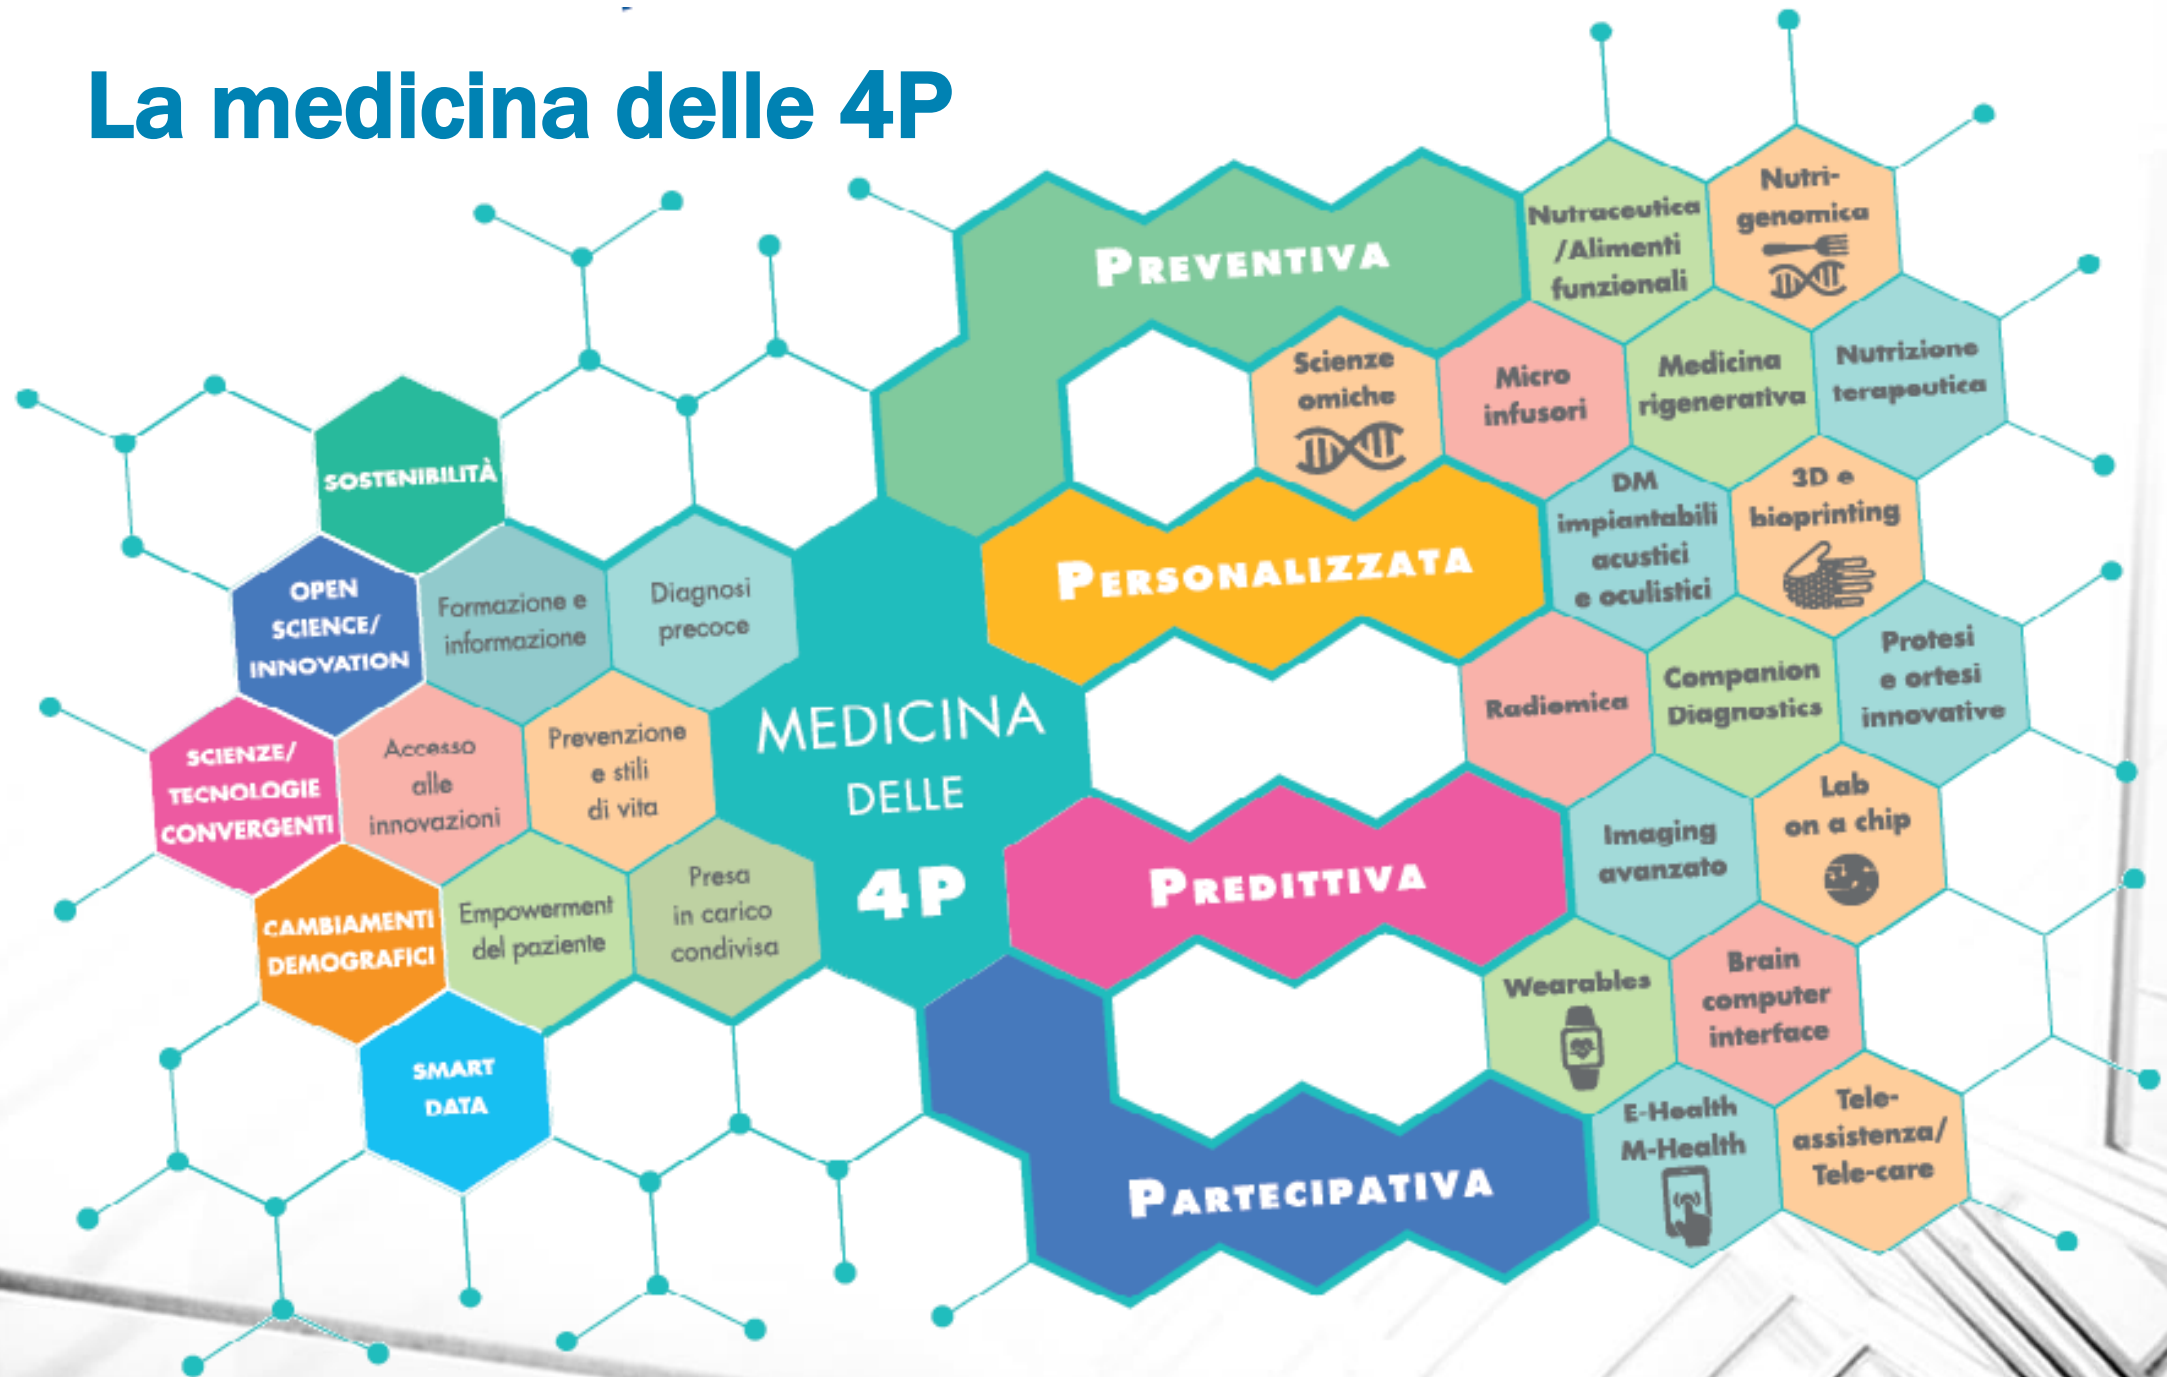 La medicina delle 4P
SOSTENIBILITÀ
OPEN
SCIENCE/
INNOVATION
SCIENZE/
TECNOLOGIE
CONVERGENTI
CAMBIAMENTI
DEMOGRAFICI
SMART
DATA
Formazione e
informazione
Diagnosi
precoce
Accesso
alle
innovazioni
Prevenzione
e stili
di vita
Empowerment
del paziente
Presa
in carico
condivisa
MEDICINA
DELLE
4P
PREVENTIVA
PERSONALIZZATA
PREDITTIVA
PARTECIPATIVA
Nutraceutica
/Alimenti
funzionali
Nutri-
genomica
Scienze
omiche
Micro
infusori
Medicina
rigenerativa
Nutrizione
terapeutica
DM
impiantabili
acustici
e oculistici
3D e
bioprinting
Radiomica
Companion
Diagnostics
Protesi
e ortesi
innovative
Imaging
avanzato
Lab
on a chip
Wearables
Brain
computer
interface
E-Health
M-Health
Tele-
assistenza/
Tele-care